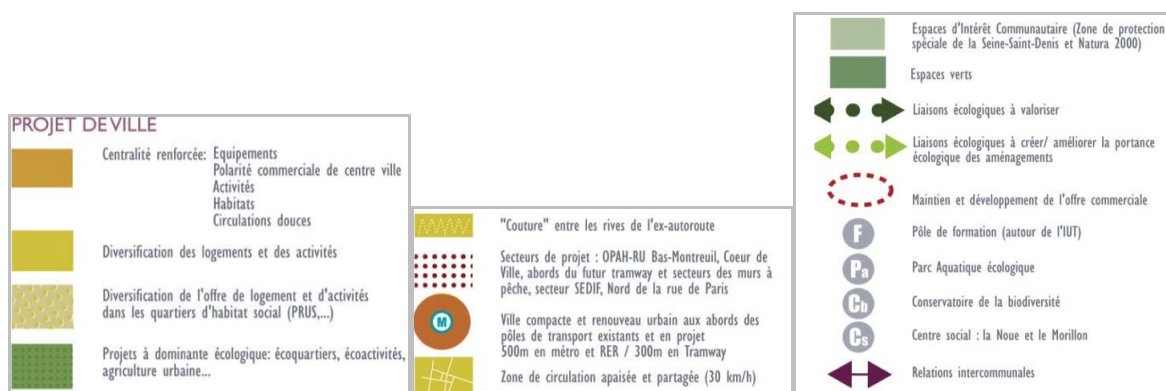 PROJET DE VILLE
Centralité renforcée: Equipements
Polarité commerciale de centre ville
Activités
Habitats
Circulations douces
Diversification des logements et des activités
Diversification de l'offre de logement et d'activités
dans les quartiers d'habitat social (PRUS,...)
Projets à dominante écologique: écoquartiers, écoactivités,
agriculture urbaine...
"Couture" entre les rives de l'ex-autoroute
Secteurs de projet : OPAH-RU Bas-Montreuil, Coeur de
Ville, abords du futur tramway et secteurs des murs à
pêche, secteur SEDIF, Nord de la rue de Paris
M
Ville compacte et renouveau urbain aux abords des
pôles de transport existants et en projet
500m en métro et RER / 300m en Tramway
Zone de circulation apaisée et partagée (30 km/h)
Espaces d'Intérêt Communautaire (Zone de protection
spéciale de la Seine-Saint-Denis et Natura 2000)
Espaces verts
Liaisons écologiques à valoriser
Liaisons écologiques à créer/ améliorer la portance
écologique des aménagements
Maintien et développement de l'offre commerciale
F Pôle de formation (autour de l'IUT)
Pa Parc Aquatique écologique
Cb Conservatoire de la biodiversité
Cs Centre social : la Noue et le Morillon
Relations intercommunales